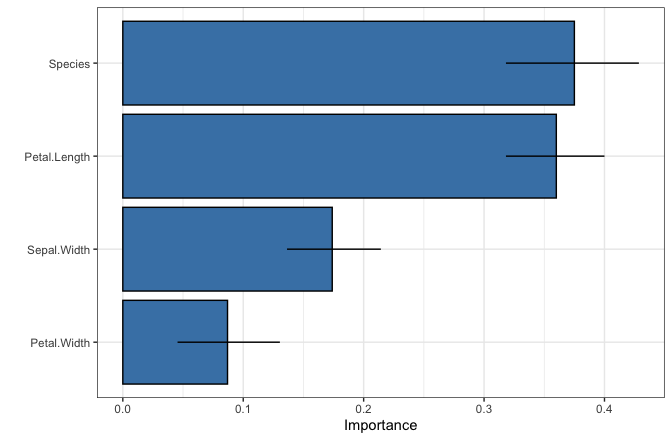 Species
Petal.Length
Sepal.Width
Petal.Width
0.0 0.1 0.2 0.3 0.4
Importance